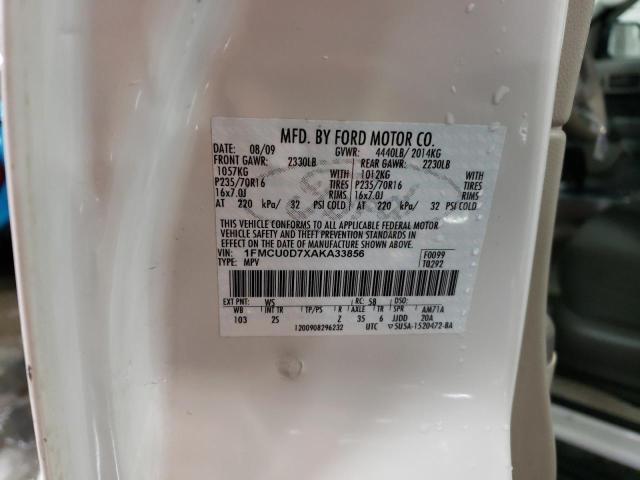 MFD. BY FORD MOTOR CO.
DATE: 08/09 GVWR: 4440LB/ 2014KG
FRONT GAWR: 2330LB REAR GAWR: 2230LB
1057KG 1012KG
P235/70R16 TIRES P235/70R16 TIRES
16x7.0J RIMS 16x7.0J RIMS
AT 220 kPa/ 32 PSI COLD AT 220 kPa/ 32 PSI COLD
Ford
THIS VEHICLE CONFORMS TO ALL APPLICABLE FEDERAL MOTOR
VEHICLE SAFETY AND THEFT PREVENTION STANDARDS IN
EFFECT ON THE DATE OF MANUFACTURE SHOWN ABOVE.
VIN: 1FMCU0D7XAKA33856 F0099
TYPE: MPV T0292
EXT PNT: WS RC: 58 DSO:
WB INT TR TP/PS R AXLE TR SPR AM71A
103 2S Z 35 6 JJDD 20A
1200908296232 UTC ▽5U5A-1520472-BA